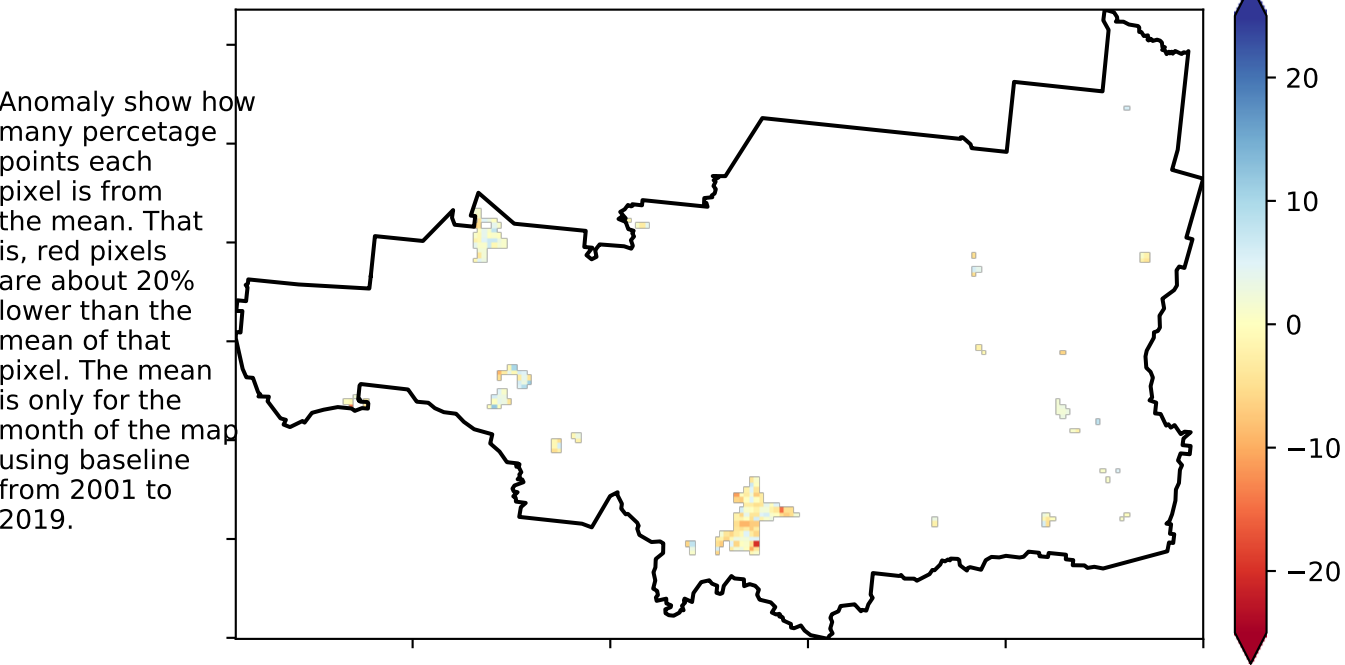 Anomaly show how
many percetage
points each
pixel is from
the mean. That
is, red pixels
are about 20%
lower than the
mean of that
pixel. The mean
is only for the
month of the map
using baseline
from 2001 to
2019.
20
10
0
−10
−20